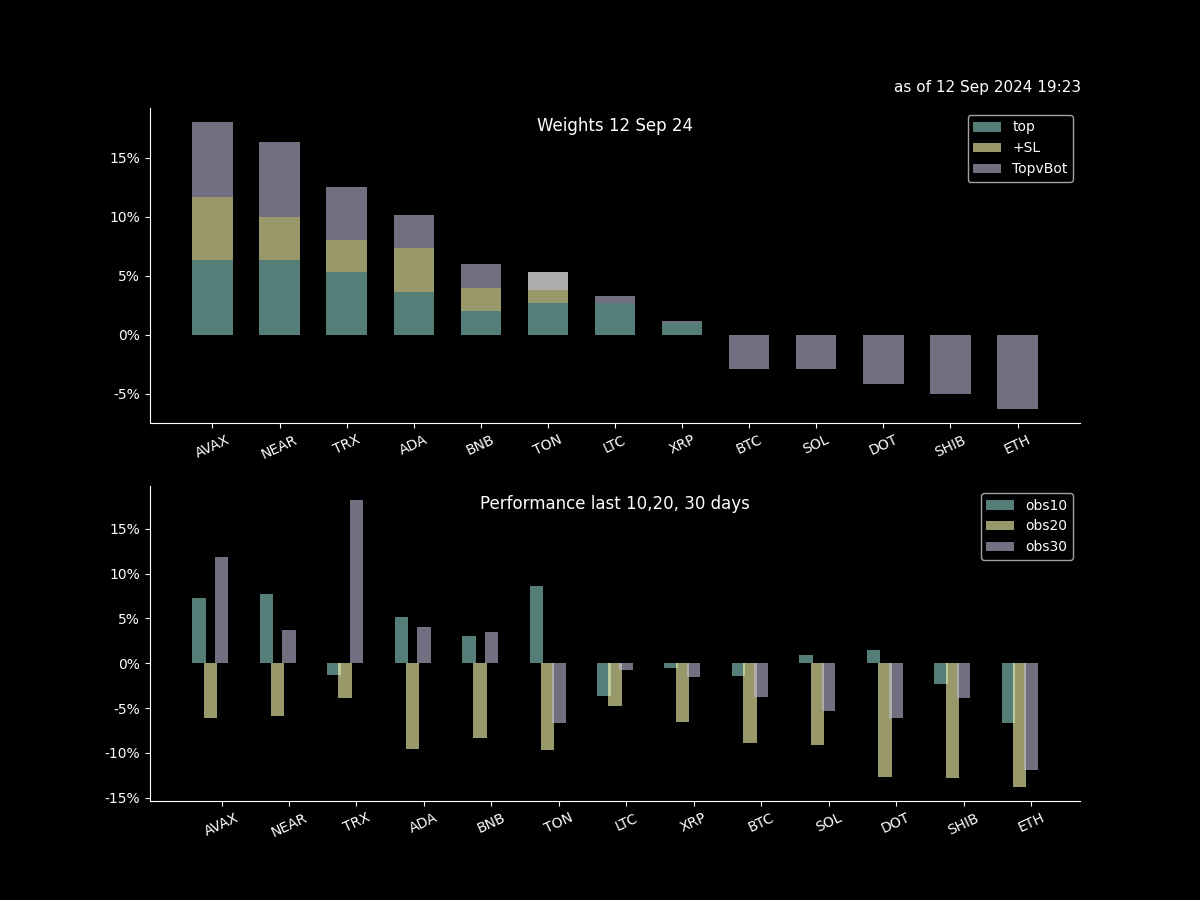 as of 12 Sep 2024 19:23
Weights 12 Sep 24
top
+SL
TopvBot
15%
10%
5%
0%
-5%
AVAX NEAR TRX ADA BNB TON LTC XRP BTC SOL DOT SHIB ETH
Performance last 10,20, 30 days
obs10
obs20
obs30
15%
10%
5%
0%
-5%
-10%
-15%
AVAX NEAR TRX ADA BNB TON LTC XRP BTC SOL DOT SHIB ETH